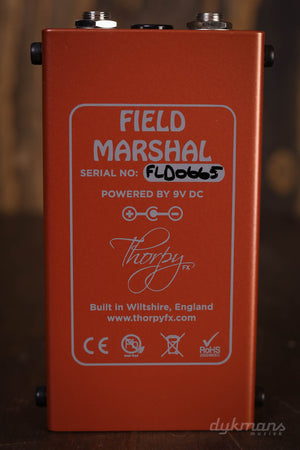 FIELD
MARSHAL
SERIAL NO: FLD0665
POWERED BY 9V DC
Thorpy
FX
Built in Wiltshire, England
www.thorpyfx.com
CE
RoHS
dykmans
muziek